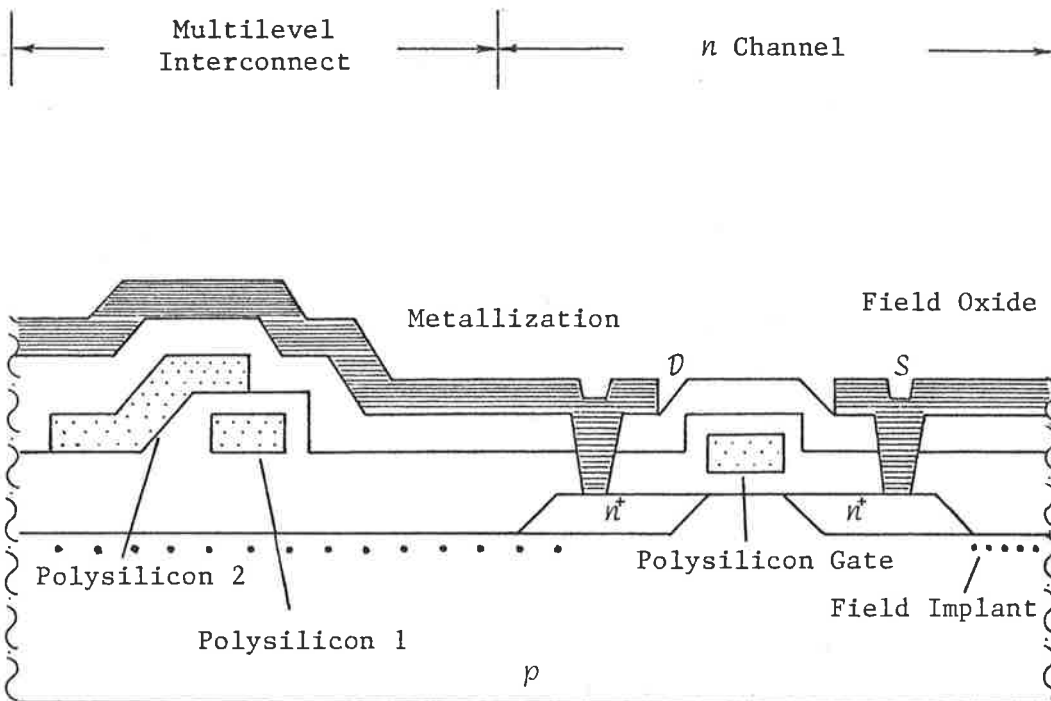 Multilevel
Interconnect
n Channel
Metallization
Field Oxide
D
S
n+
n+
Polysilicon 2
Polysilicon Gate
Field Implant
Polysilicon 1
p